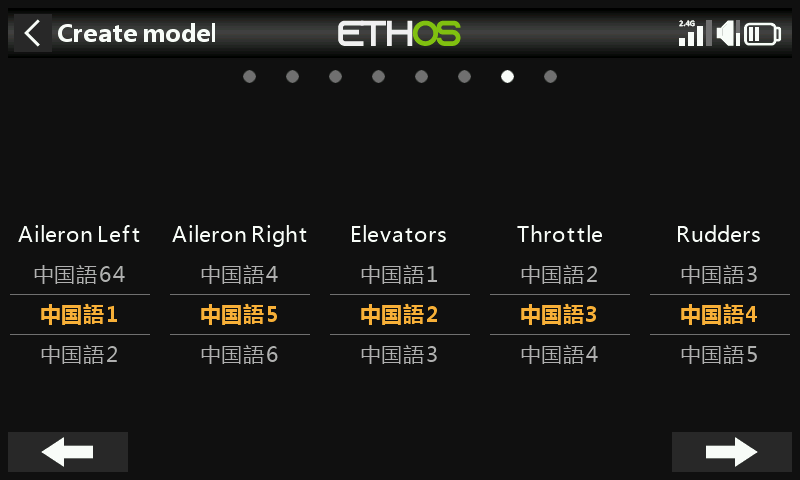 Create model
ETHOS
2.4G
Aileron Left Aileron Right Elevators Throttle Rudders
中国語64 中国語4 中国語1 中国語2 中国語3
中国語1 中国語5 中国語2 中国語3 中国語4
中国語2 中国語6 中国語3 中国語4 中国語5